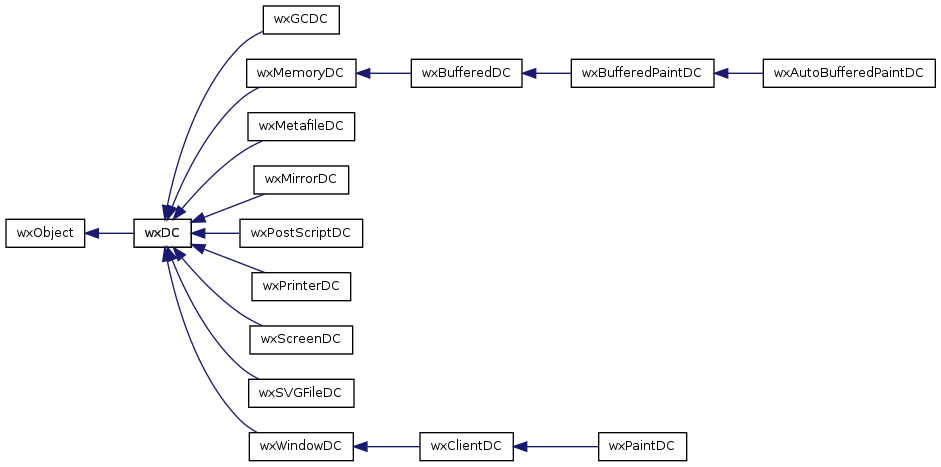 wxGCDC
wxMemoryDC
wxBufferedDC
wxBufferedPaintDC
wxAutoBufferedPaintDC
wxMetafileDC
wxMirrorDC
wxObject
wxDC
wxPostScriptDC
wxPrinterDC
wxScreenDC
wxSVGFileDC
wxWindowDC
wxClientDC
wxPaintDC